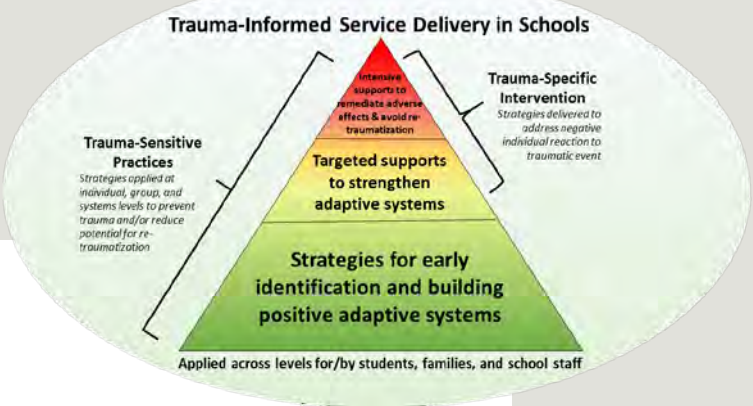 Trauma-Informed Service Delivery in Schools
Intensive
supports to
remediate adverse
effects & avoid re-
traumatization
Trauma-Specific
Intervention
Strategies delivered to
address negative
individual reaction to
traumatic event
Trauma-Sensitive
Practices
Strategies applied at
individual, group, and
systems levels to prevent
trauma and/or reduce
potential for re-
traumatization
Targeted supports
to strengthen
adaptive systems
Strategies for early
identification and building
positive adaptive systems
Applied across levels for/by students, families, and school staff